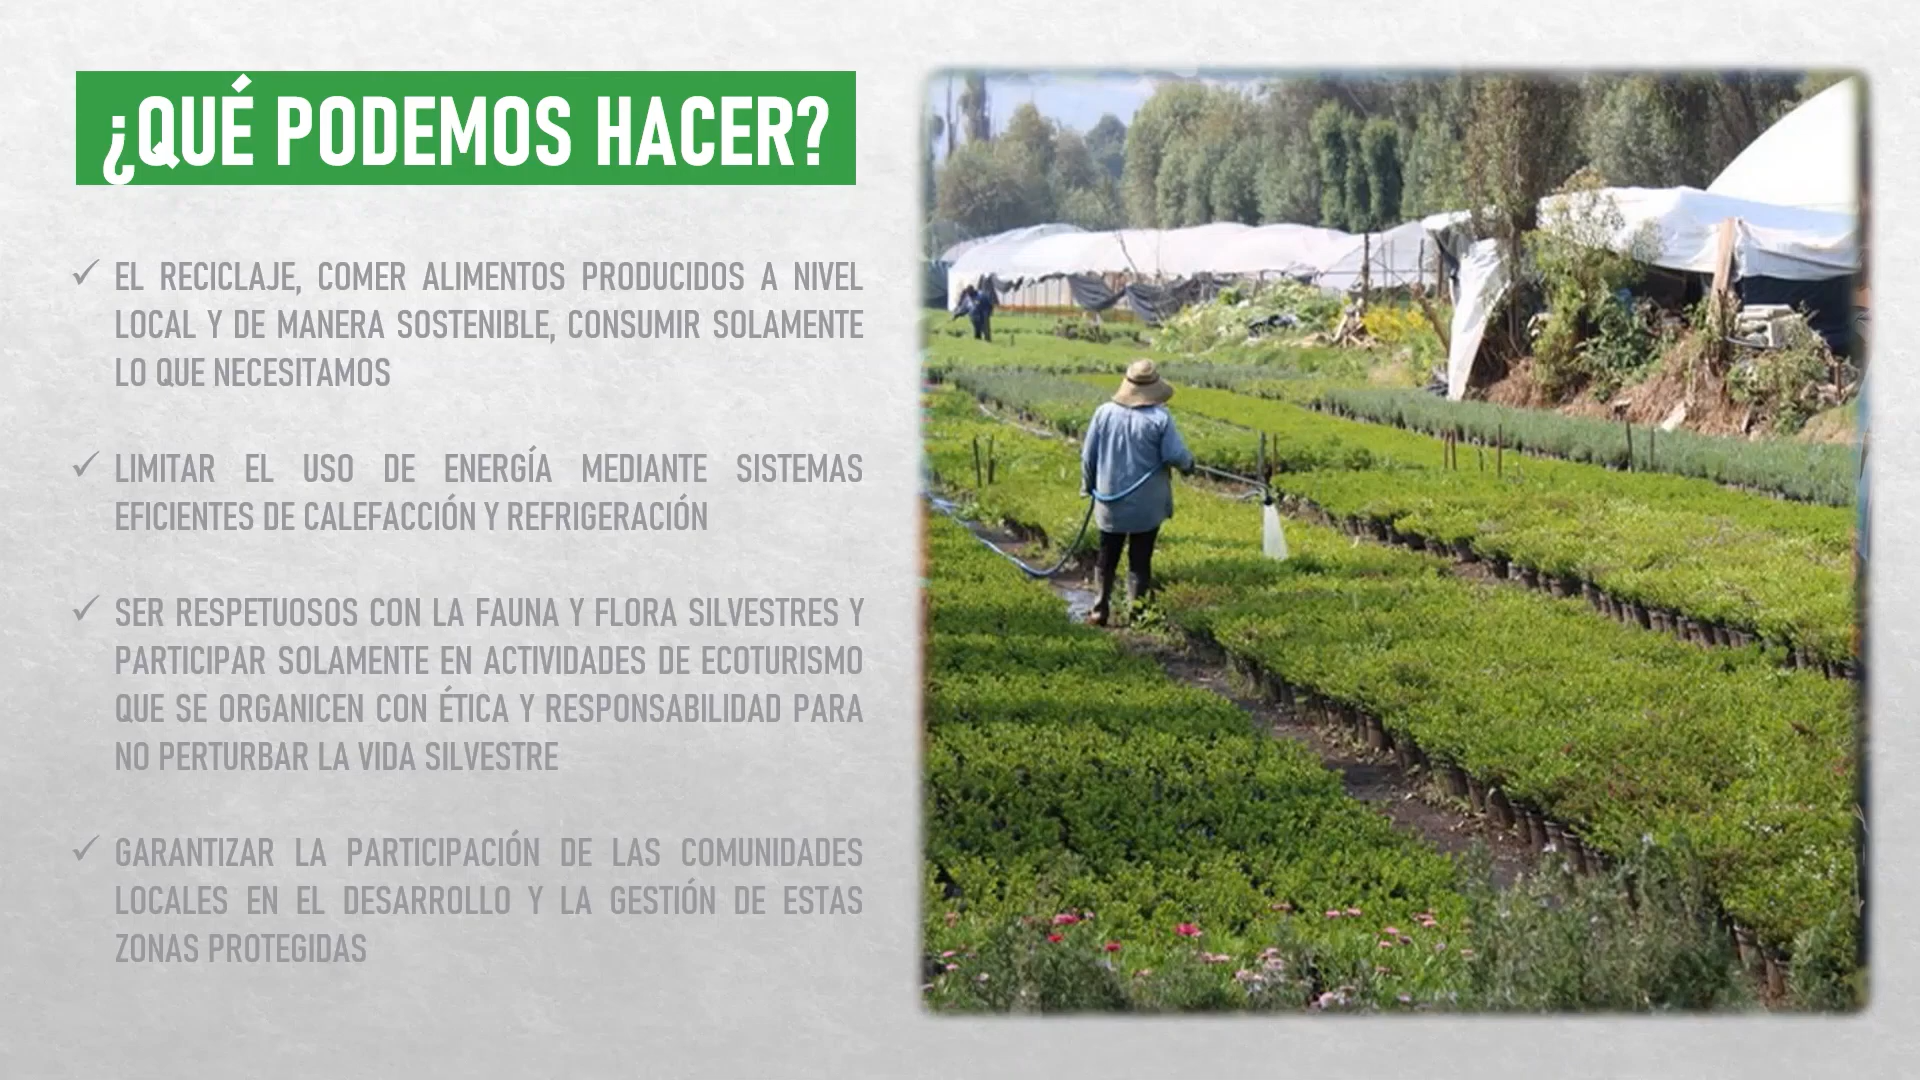 ¿QUÉ PODEMOS HACER?
✓ EL RECICLAJE, COMER ALIMENTOS PRODUCIDOS A NIVEL
LOCAL Y DE MANERA SOSTENIBLE, CONSUMIR SOLAMENTE
LO QUE NECESITAMOS
✓ LIMITAR EL USO DE ENERGÍA MEDIANTE SISTEMAS
EFICIENTES DE CALEFACCIÓN Y REFRIGERACIÓN
✓ SER RESPETUOSOS CON LA FAUNA Y FLORA SILVESTRES Y
PARTICIPAR SOLAMENTE EN ACTIVIDADES DE ECOTURISMO
QUE SE ORGANICEN CON ÉTICA Y RESPONSABILIDAD PARA
NO PERTURBAR LA VIDA SILVESTRE
✓ GARANTIZAR LA PARTICIPACIÓN DE LAS COMUNIDADES
LOCALES EN EL DESARROLLO Y LA GESTIÓN DE ESTAS
ZONAS PROTEGIDAS